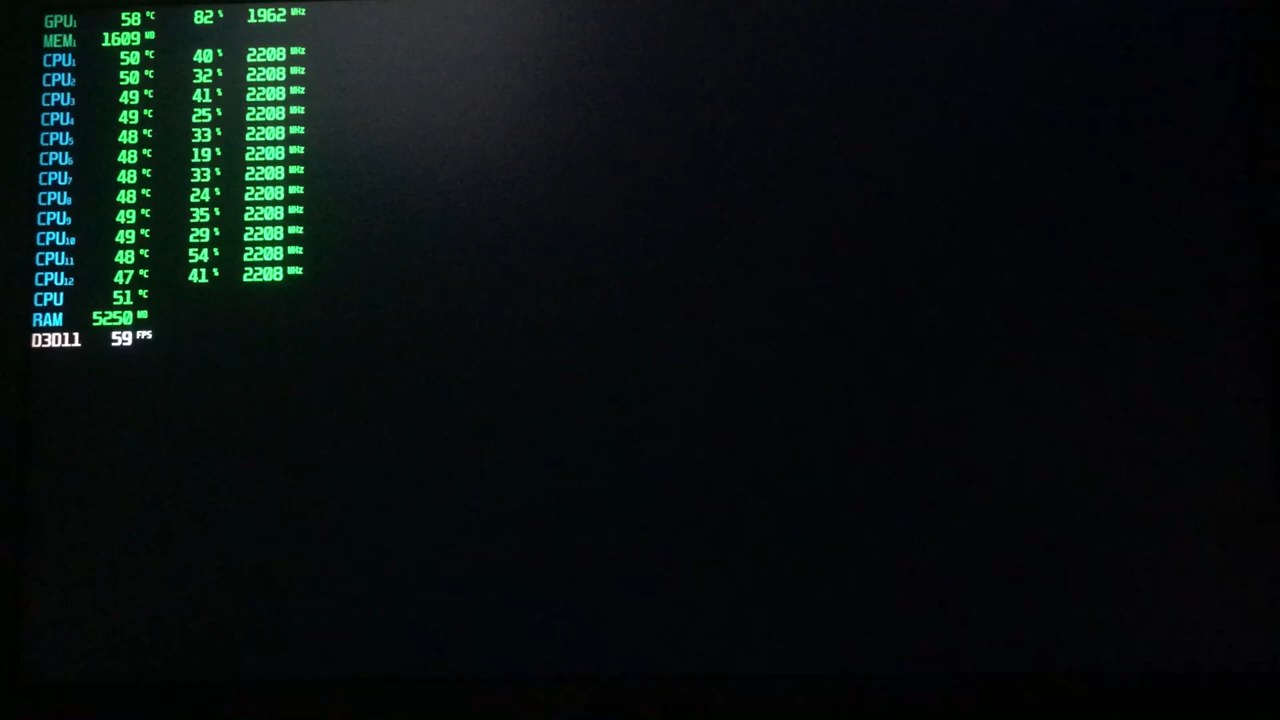 GPU1 58 °C 82 % 1962 MHz
MEM1 1609 MB
CPU1 50 °C 40 % 2208 MHz
CPU2 50 °C 32 % 2208 MHz
CPU3 49 °C 41 % 2208 MHz
CPU4 49 °C 25 % 2208 MHz
CPU5 48 °C 33 % 2208 MHz
CPU6 48 °C 19 % 2208 MHz
CPU7 48 °C 33 % 2208 MHz
CPU8 48 °C 24 % 2208 MHz
CPU9 49 °C 35 % 2208 MHz
CPU10 49 °C 29 % 2208 MHz
CPU11 48 °C 54 % 2208 MHz
CPU12 47 °C 41 % 2208 MHz
CPU 51 °C
RAM 5250 MB
D3D11 59 FPS